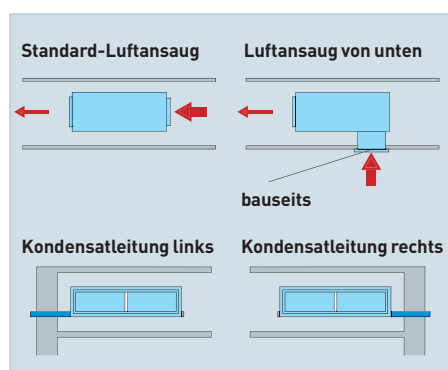 Standard-Luftansaug
Luftansaug von unten
bauseits
Kondensatleitung links
Kondensatleitung rechts